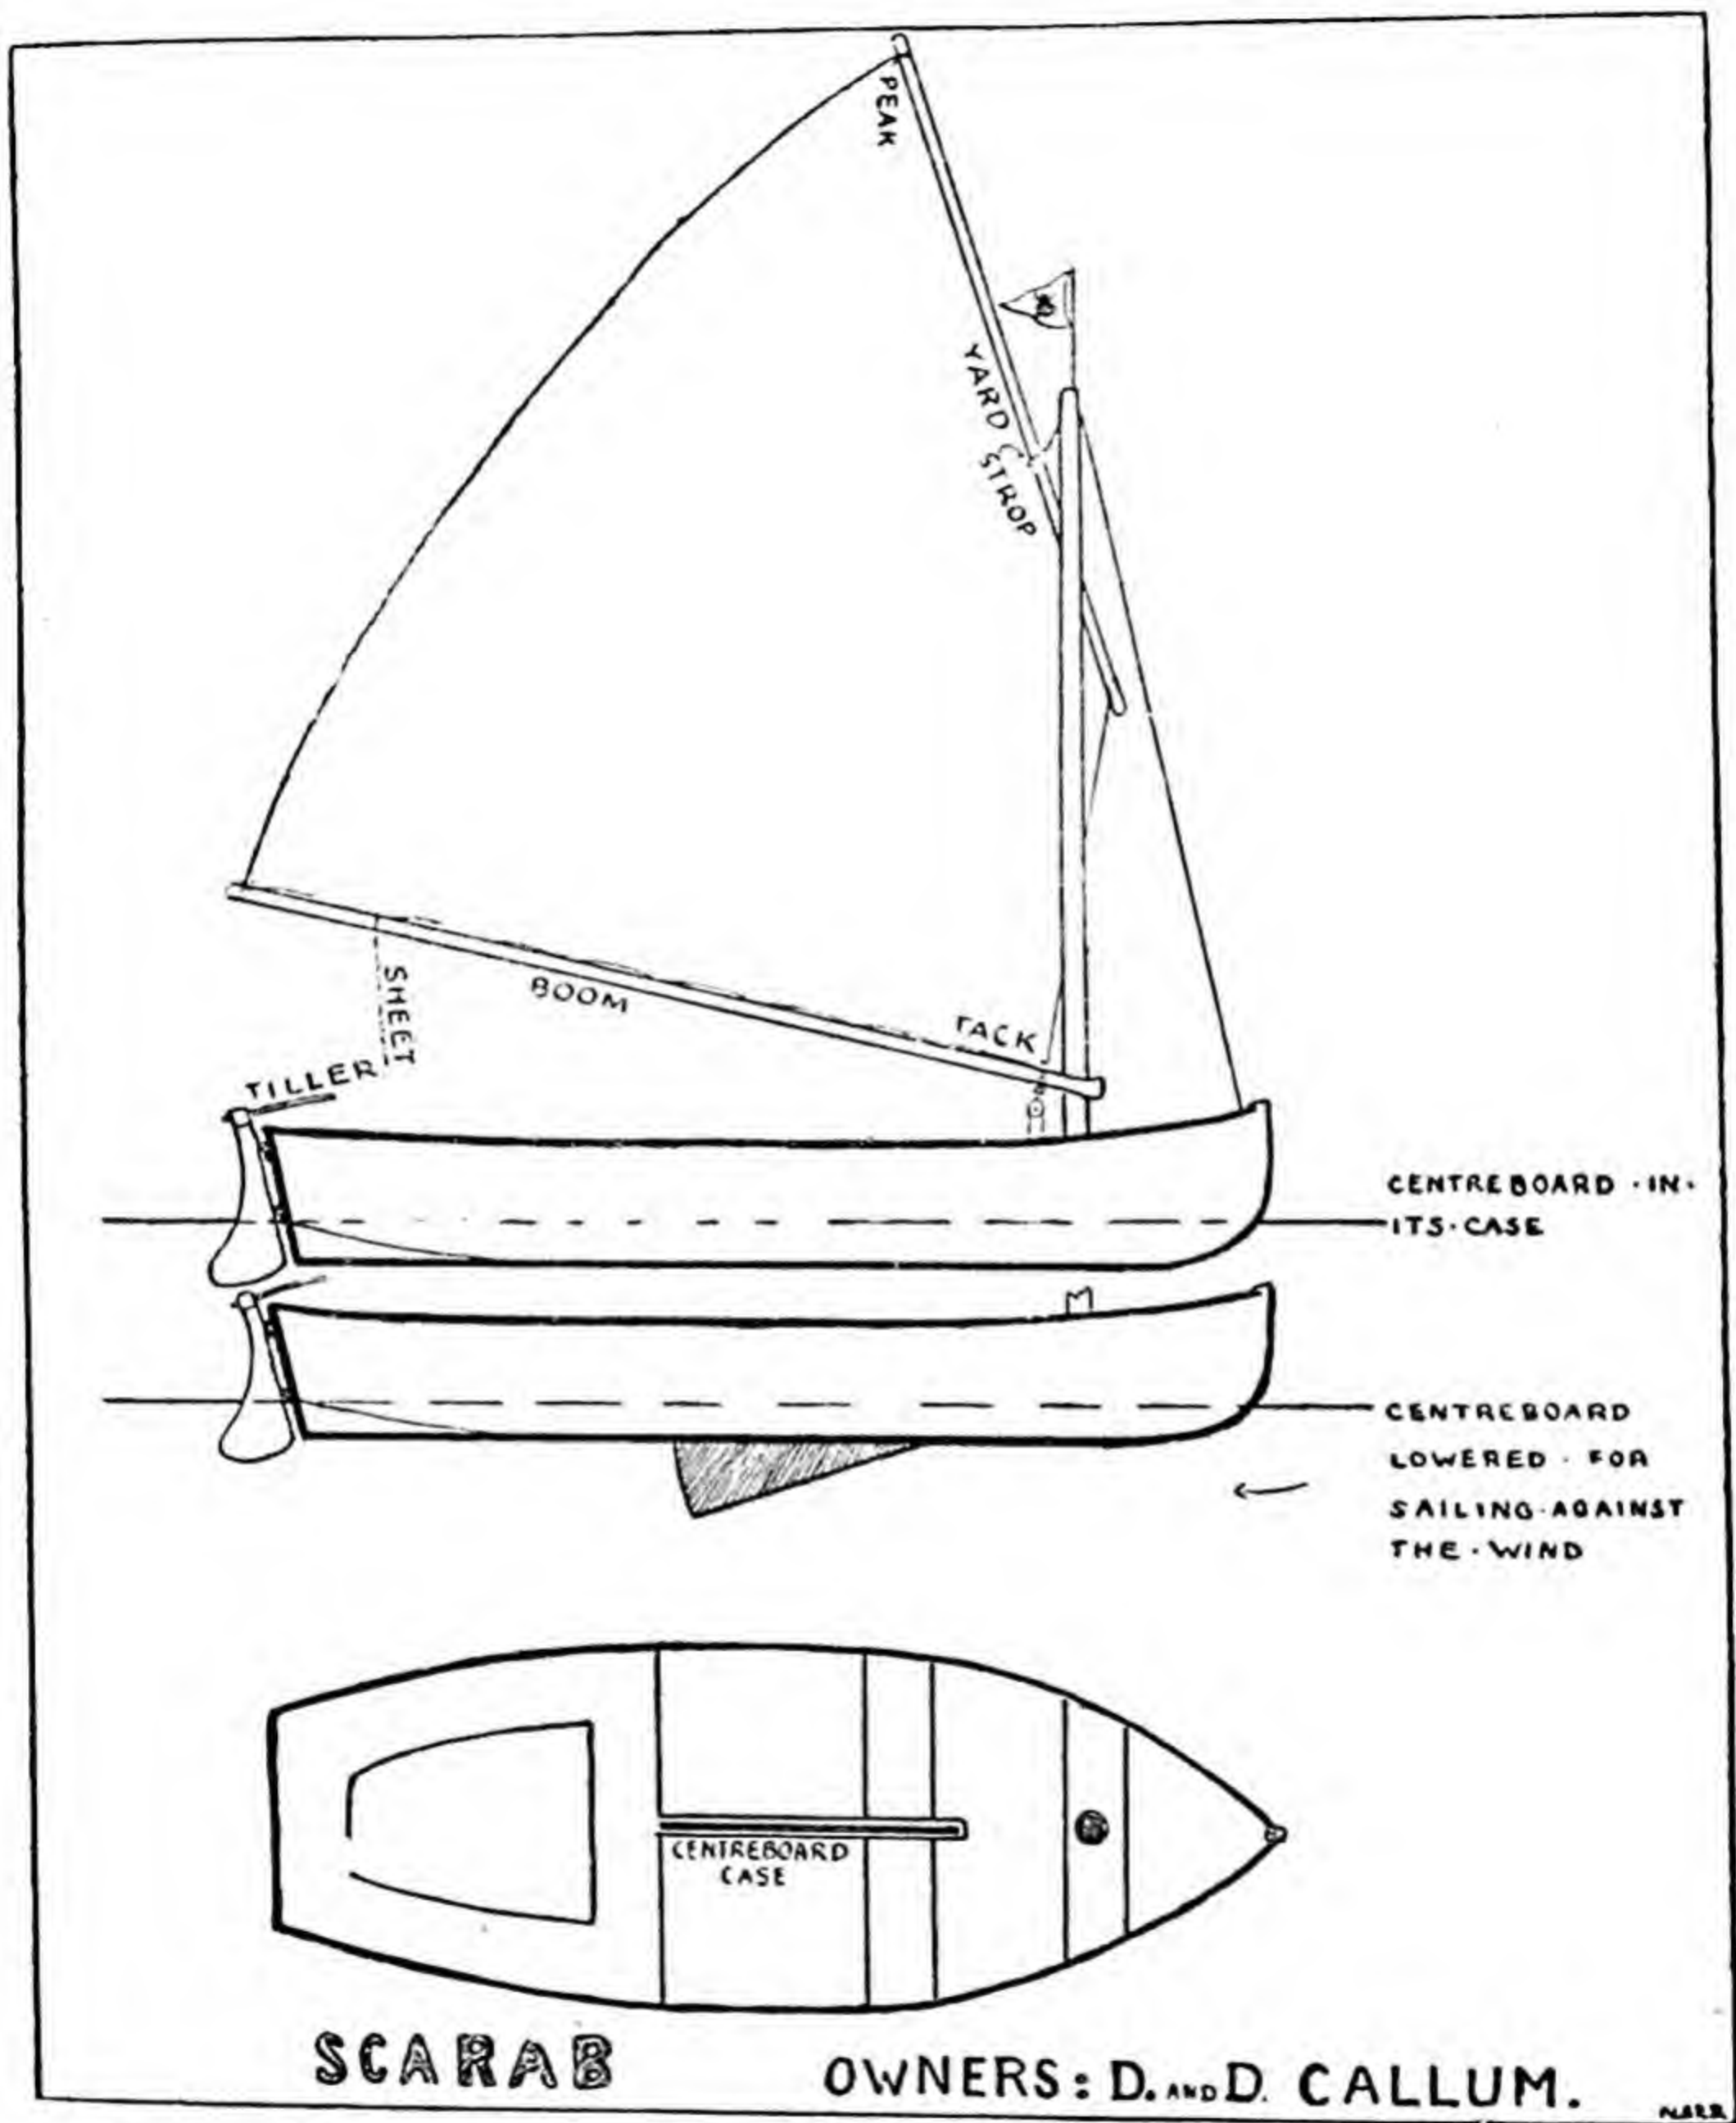 PEAK
YARD
STROP
SHEET
BOOM
TACK
TILLER
CENTREBOARD · IN ·
ITS · CASE
CENTREBOARD
LOWERED · FOR
SAILING · AGAINST
THE · WIND
CENTREBOARD
CASE
SCARAB
OWNERS: D. AND D. CALLUM.